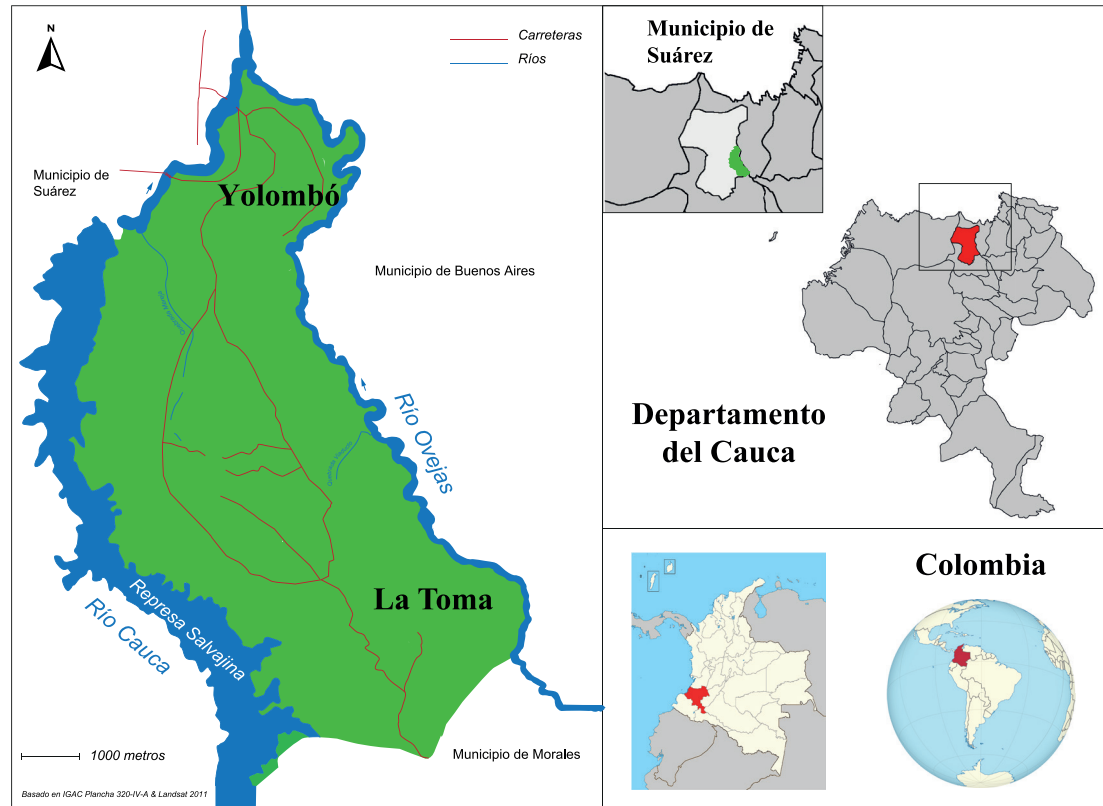 N
Carreteras
Ríos
Municipio de
Suárez
Yolombó
Municipio de Buenos Aires
Río Ovejas
La Toma
Represa Salvajina
Río Cauca
1000 metros
Municipio de Morales
Basado en IGAC Plancha 320-IV-A & Landsat 2011
Municipio de
Suárez
Departamento
del Cauca
Colombia